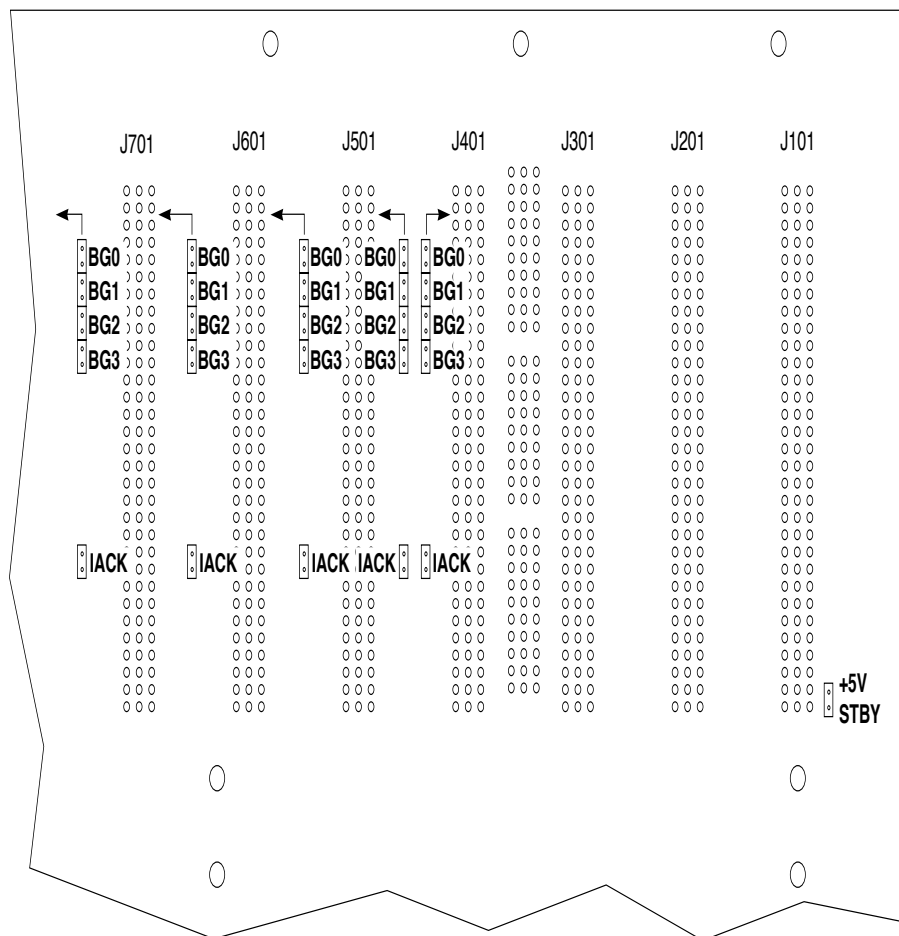 J701 J601 J501 J401 J301 J201 J101
BG0 BG0 BG0 BG0 BG0
BG1 BG1 BG1 BG1 BG1
BG2 BG2 BG2 BG2 BG2
BG3 BG3 BG3 BG3 BG3
IACK IACK IACK IACK IACK
+5V
STBY